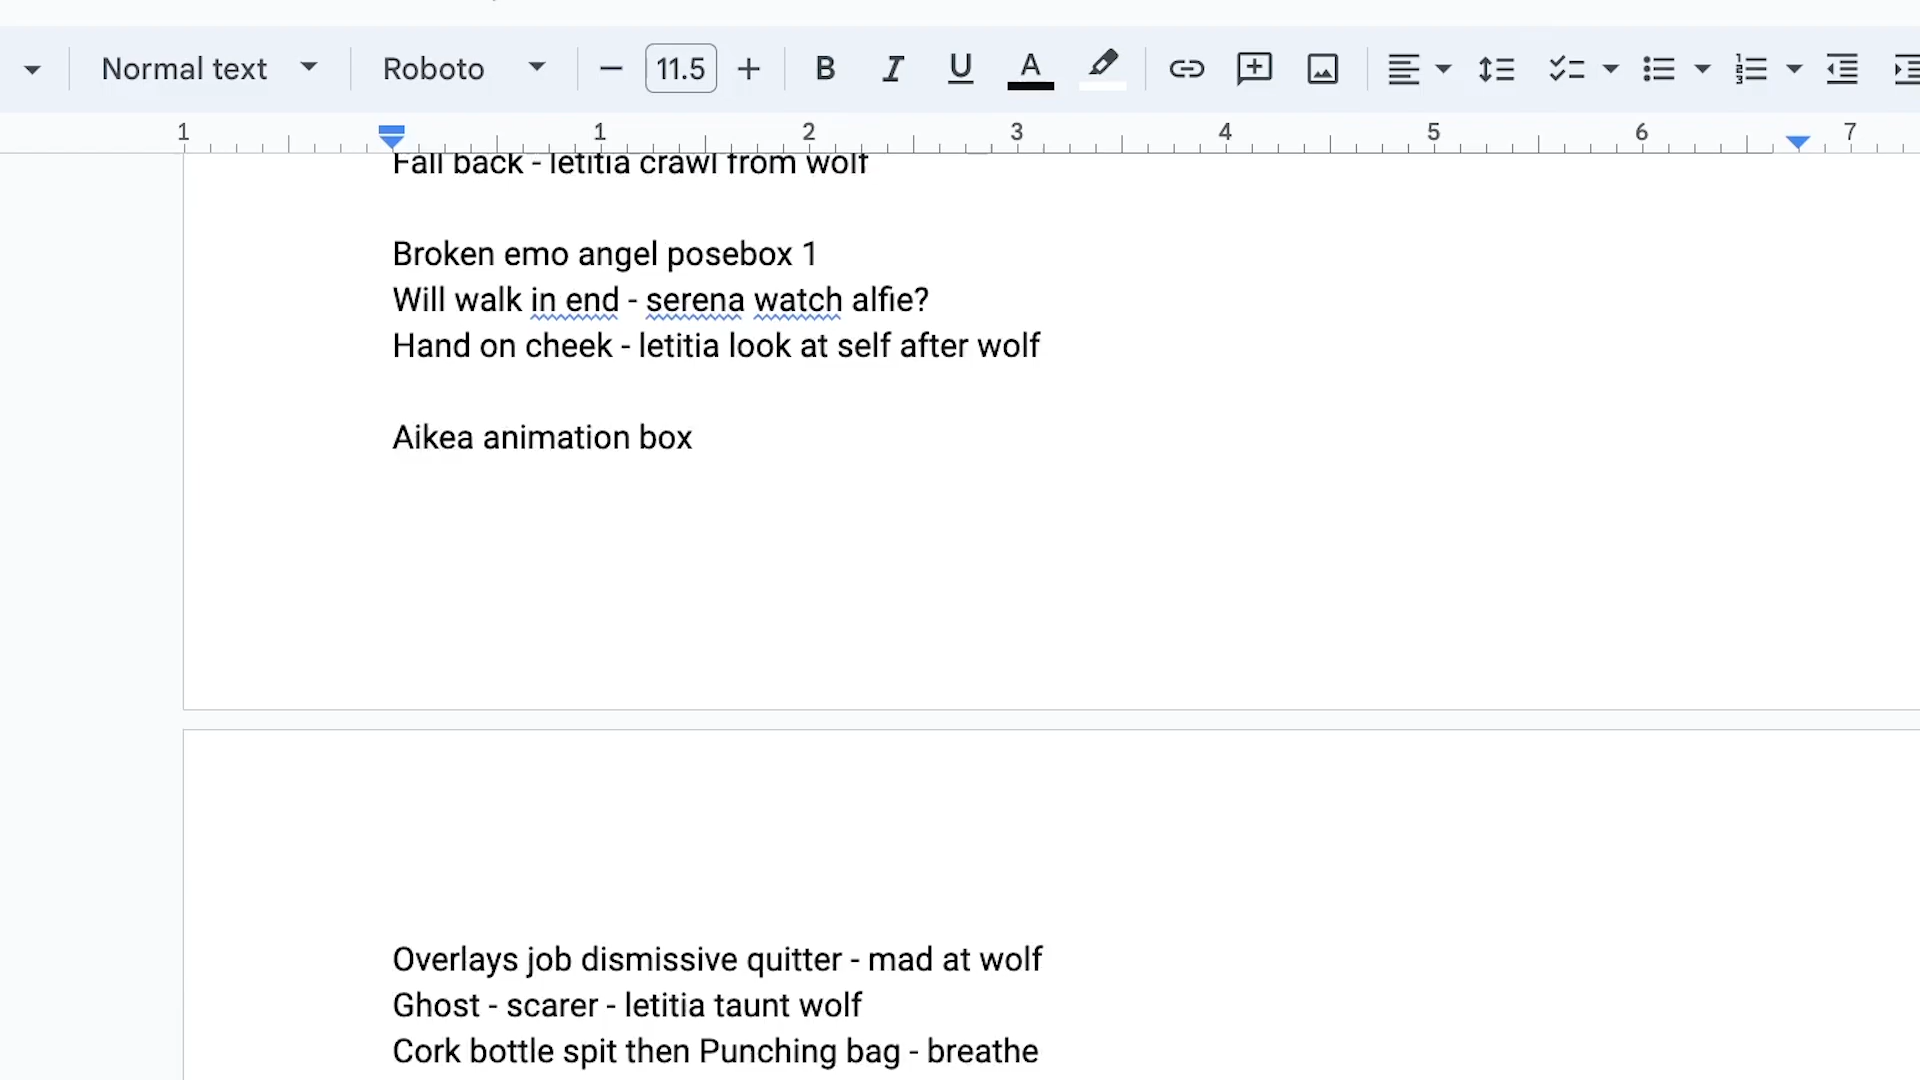 Normal text Roboto 11.5 B I U A
1 1 2 3 4 5 6 7
Fall back - letitia crawl from wolf
Broken emo angel posebox 1
Will walk in end - serena watch alfie?
Hand on cheek - letitia look at self after wolf
Aikea animation box
Overlays job dismissive quitter - mad at wolf
Ghost - scarer - letitia taunt wolf
Cork bottle spit then Punching bag - breathe